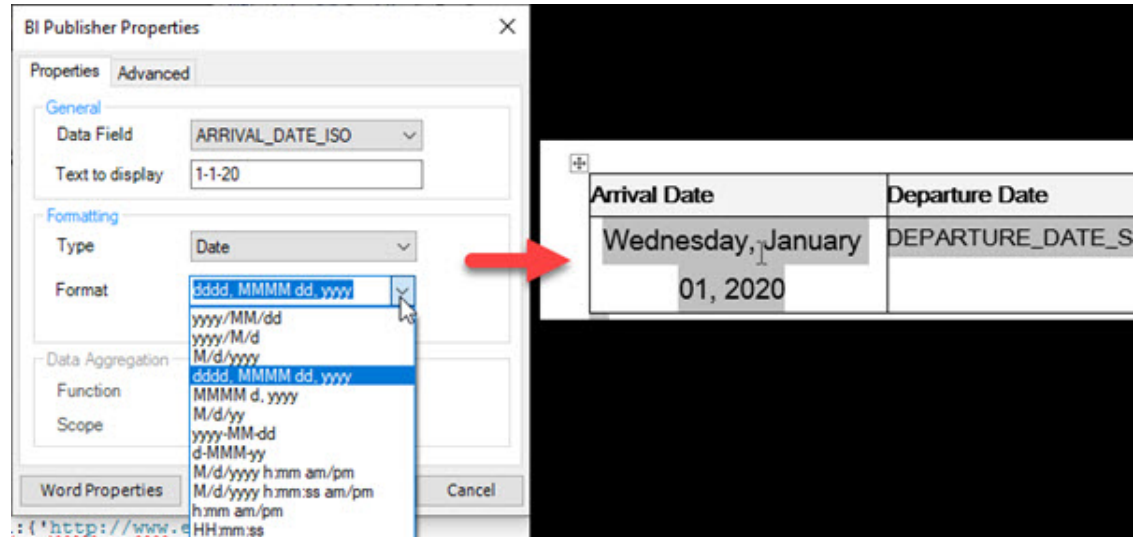 BI Publisher Properties
Properties Advanced
General
Data Field ARRIVAL_DATE_ISO
Text to display 1-1-20
Formatting
Type Date
Format dddd, MMMM dd, yyyy
yyyy/MM/dd
yyyy/M/d
M/d/yyyy
dddd, MMMM dd, yyyy
MMMM d, yyyy
M/d/yy
yyyy-MM-dd
d-MMM-yy
M/d/yyyy h:mm am/pm
M/d/yyyy h:mm:ss am/pm
h:mm am/pm
HH:mm:ss
Data Aggregation
Function
Scope
Word Properties Cancel
:{'http://www.e
Arrival Date Departure Date
Wednesday, January DEPARTURE_DATE_S
01, 2020